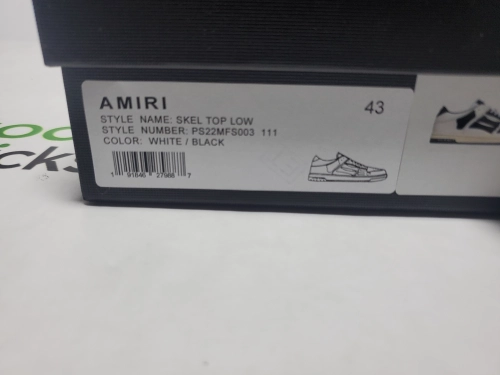 AMIRI
43
STYLE NAME: SKEL TOP LOW
STYLE NUMBER: PS22MFS003 111
COLOR: WHITE / BLACK